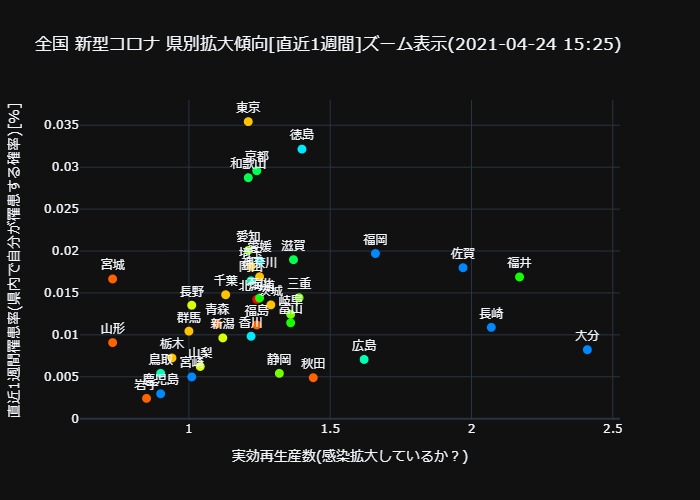 全国 新型コロナ 県別拡大傾向[直近1週間]ズーム表示(2021-04-24 15:25)
直近1週間罹患率(県内で自分が罹患する確率)[%]
0.035
0.03
0.025
0.02
0.015
0.01
0.005
0
東京
徳島
京都
和歌山
愛知
滋賀
福岡
佐賀
福井
宮城
千葉
茨城
三重
長野
青森
福島
富山
長崎
群馬
新潟
香川
山形
大分
栃木
山梨
広島
鳥取
宮崎
静岡
秋田
岩手
鹿児島
1
1.5
2
2.5
実効再生産数(感染拡大しているか？)